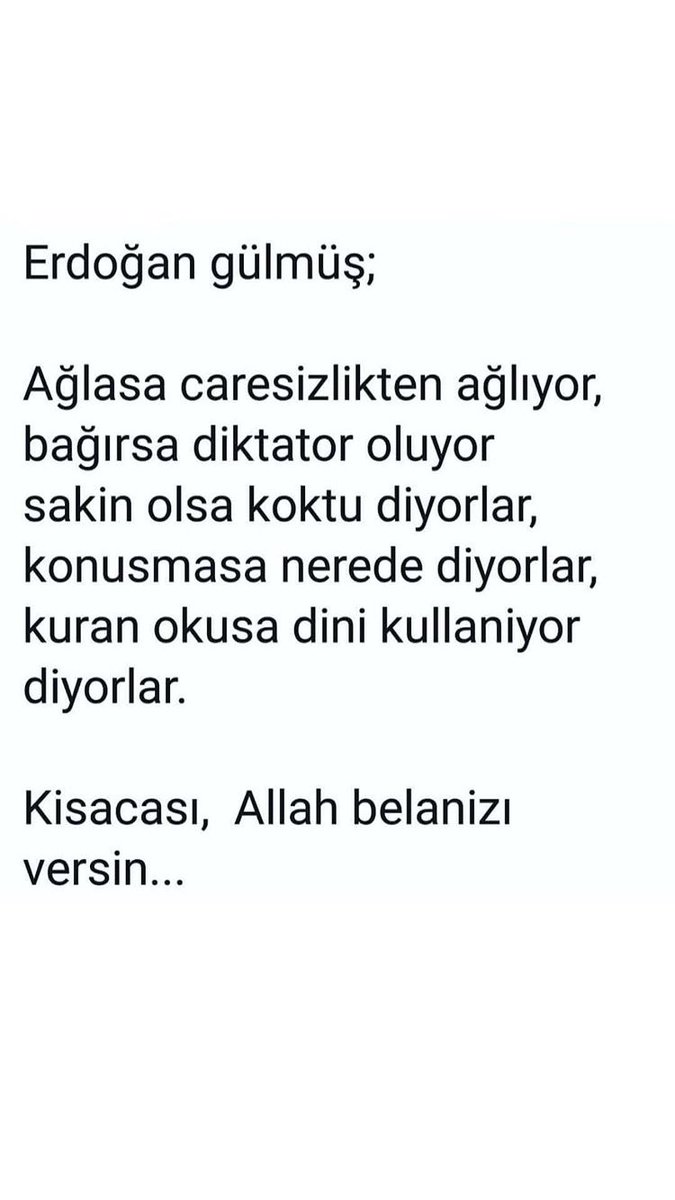 Erdoğan gülmüş;
Ağlasa caresizlikten ağlıyor,
bağırsa diktator oluyor
sakin olsa koktu diyorlar,
konusmasa nerede diyorlar,
kuran okusa dini kullaniyor
diyorlar.
Kisacası,  Allah belanizı
versin...